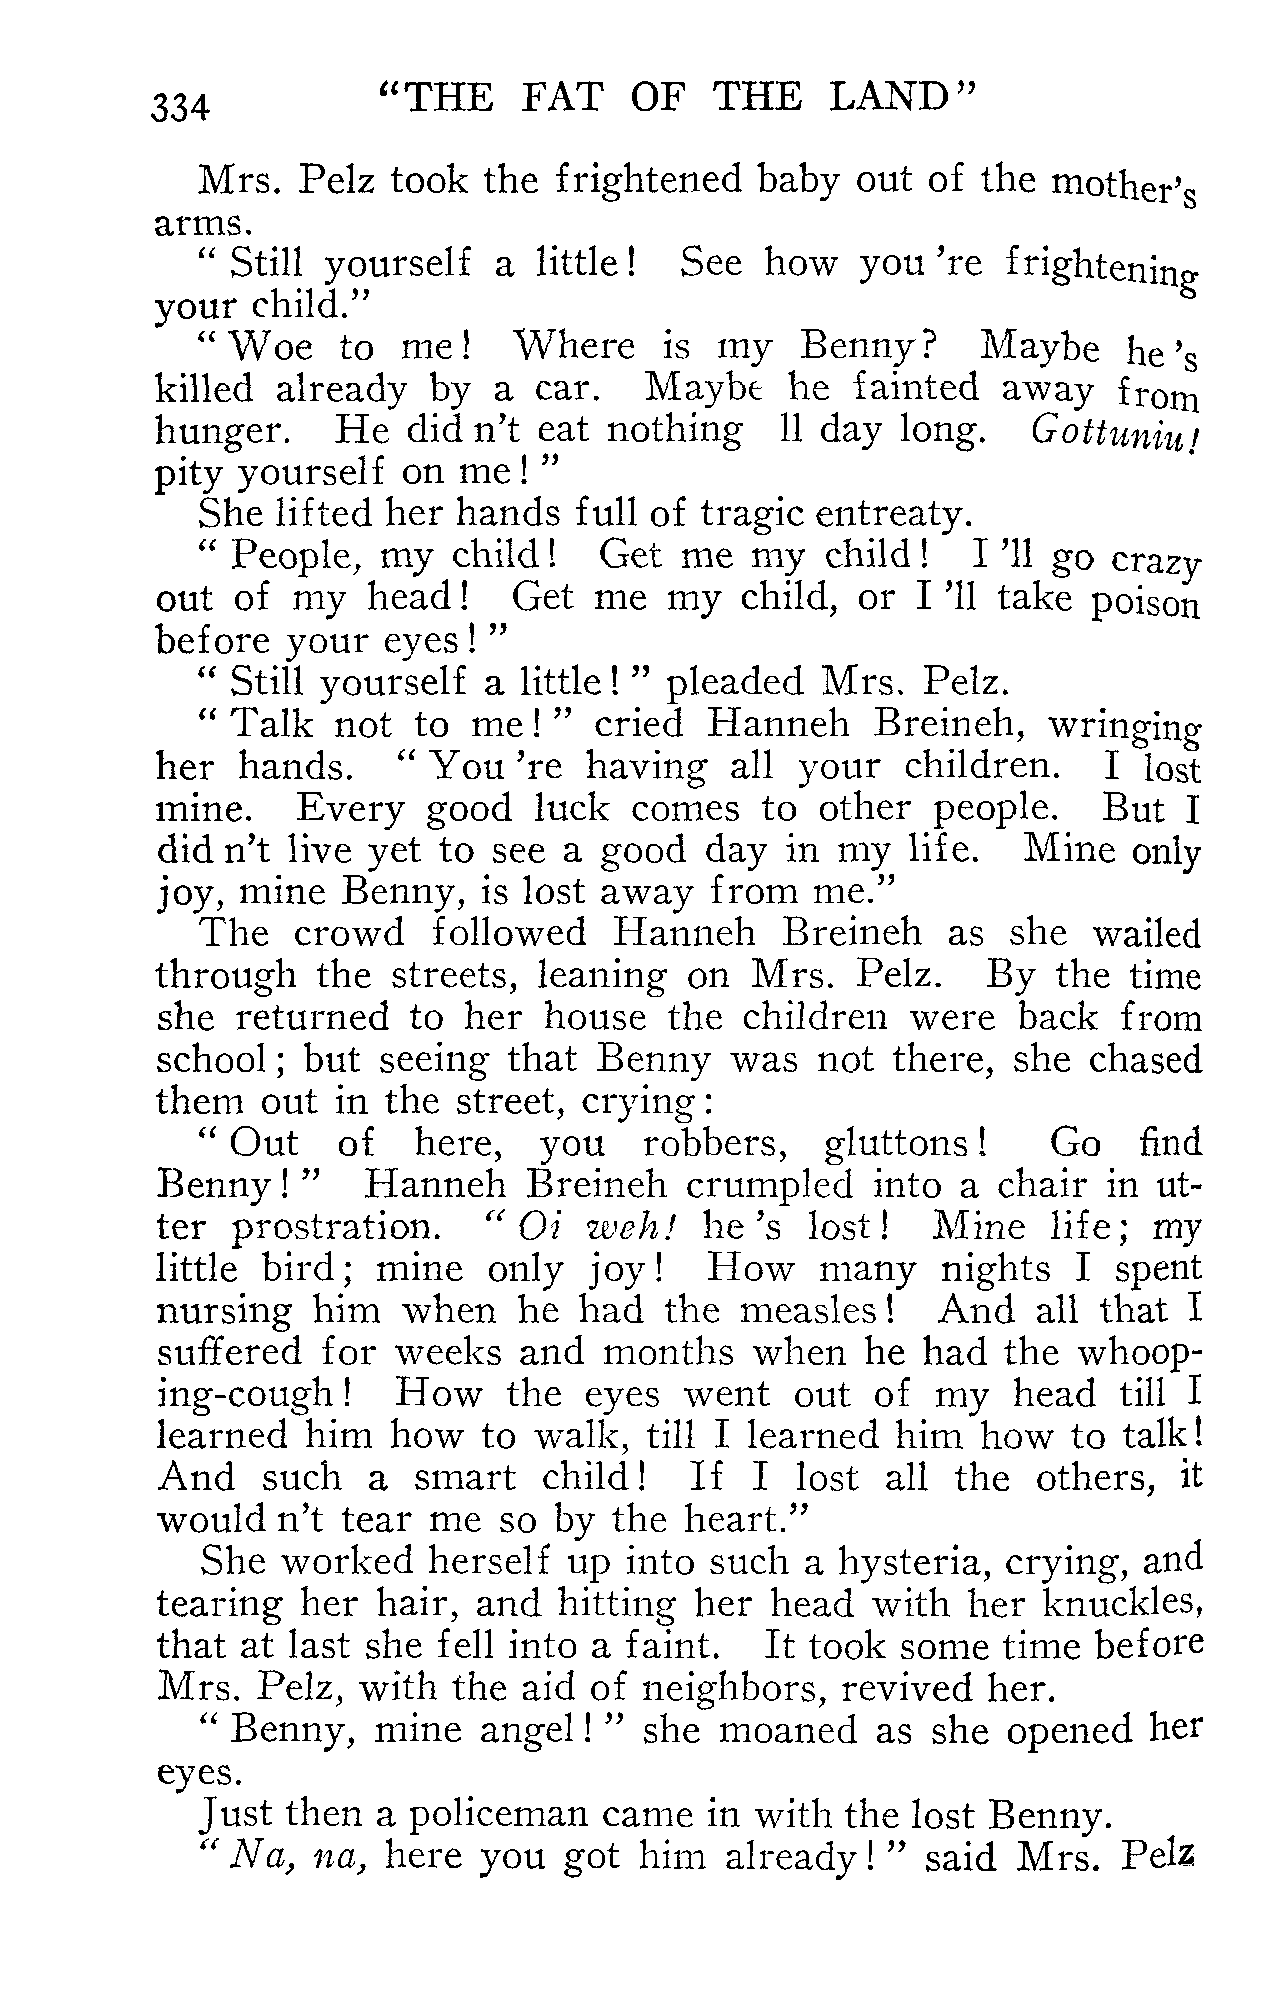 334 "THE FAT OF THE LAND"
Mrs. Pelz took the frightened baby out of the mother's
arms.
" Still yourself a little! See how you 're frightening
your child."
" Woe to me! Where is my Benny? Maybe he 's
killed already by a car. Maybe he fainted away from
hunger. He did n't eat nothing ll day long. Gottuniu!
pity yourself on me! "
She lifted her hands full of tragic entreaty.
" People, my child! Get me my child! I 'll go crazy
out of my head! Get me my child, or I 'll take poison
before your eyes! "
" Still yourself a little! " pleaded Mrs. Pelz.
" Talk not to me! " cried Hanneh Breineh, wringing
her hands. " You 're having all your children. I lost
mine. Every good luck comes to other people. But I
did n't live yet to see a good day in my life. Mine only
joy, mine Benny, is lost away from me."
The crowd followed Hanneh Breineh as she wailed
through the streets, leaning on Mrs. Pelz. By the time
she returned to her house the children were back from
school; but seeing that Benny was not there, she chased
them out in the street, crying:
" Out of here, you robbers, gluttons! Go find
Benny! " Hanneh Breineh crumpled into a chair in ut-
ter prostration. " Oi weh! he 's lost! Mine life; my
little bird; mine only joy! How many nights I spent
nursing him when he had the measles! And all that I
suffered for weeks and months when he had the whoop-
ing-cough! How the eyes went out of my head till I
learned him how to walk, till I learned him how to talk!
And such a smart child! If I lost all the others, it
would n't tear me so by the heart."
She worked herself up into such a hysteria, crying, and
tearing her hair, and hitting her head with her knuckles,
that at last she fell into a faint. It took some time before
Mrs. Pelz, with the aid of neighbors, revived her.
" Benny, mine angel! " she moaned as she opened her
eyes.
Just then a policeman came in with the lost Benny.
" Na, na, here you got him already! " said Mrs. Pelz